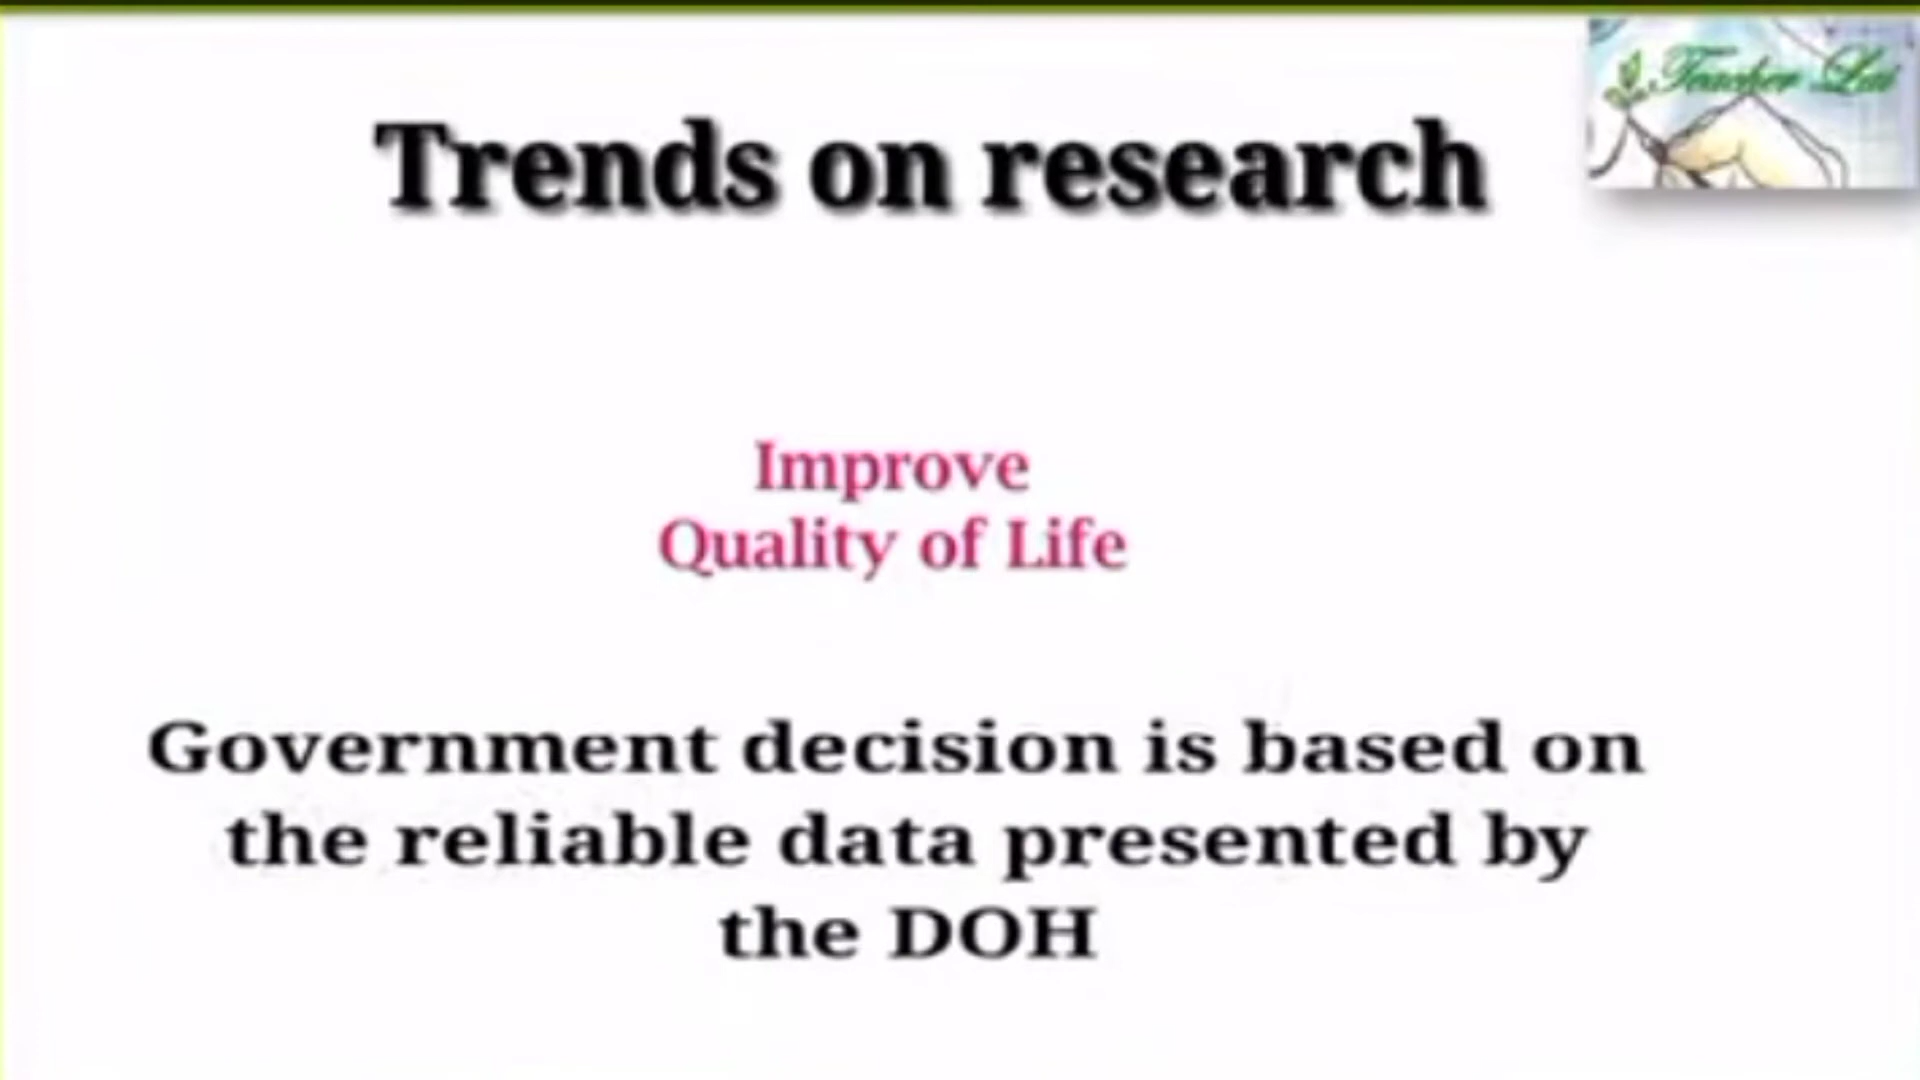 Teacher
Trends on research
Improve
Quality of Life
Government decision is based on
the reliable data presented by
the DOH